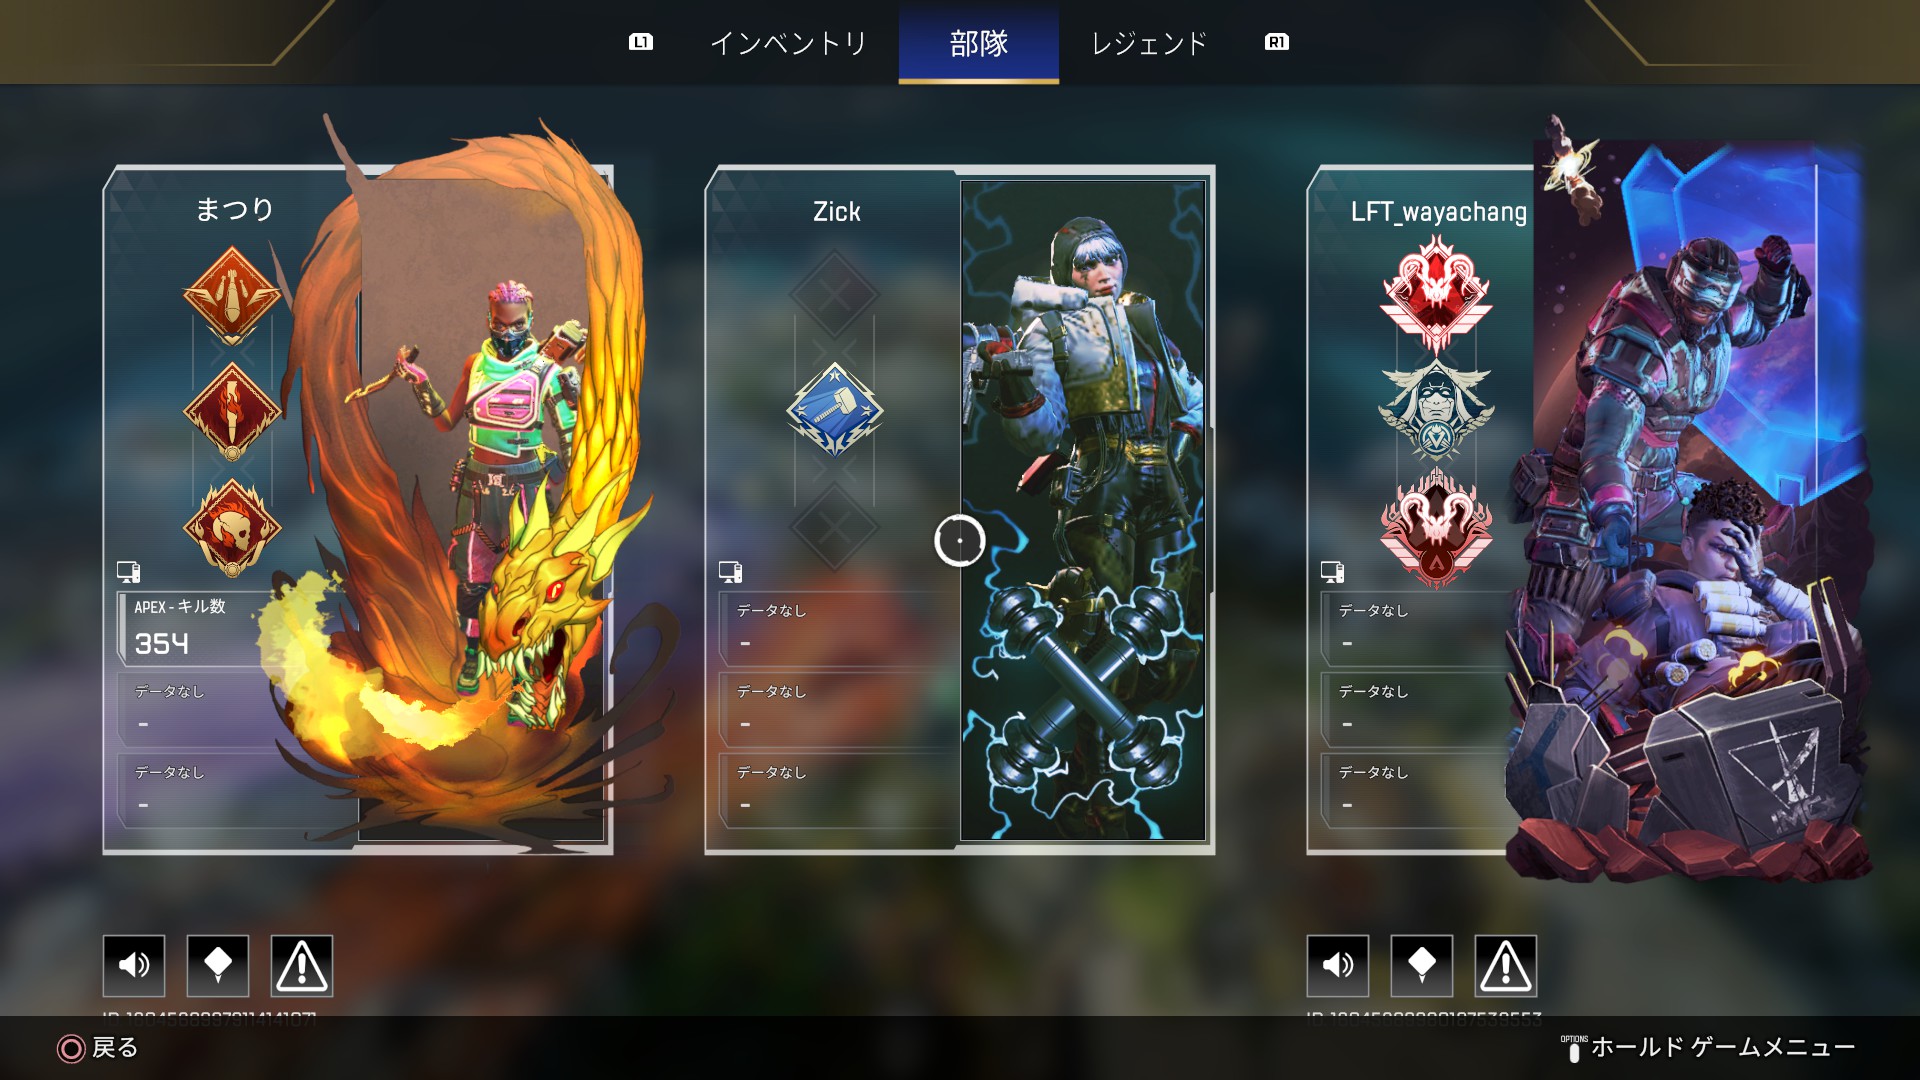 L1 インベントリ 部隊 レジェンド R1
まつり
APEX - キル数
354
データなし
-
データなし
-
Zick
データなし
-
データなし
-
データなし
-
LFT_wayachang
データなし
-
データなし
-
データなし
-
戻る
OPTIONS ホールド ゲームメニュー